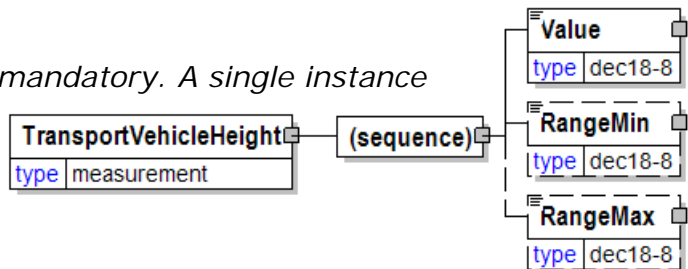 mandatory. A single instance
TransportVehicleHeight
type measurement
(sequence)
Value
type dec18-8
RangeMin
type dec18-8
RangeMax
type dec18-8